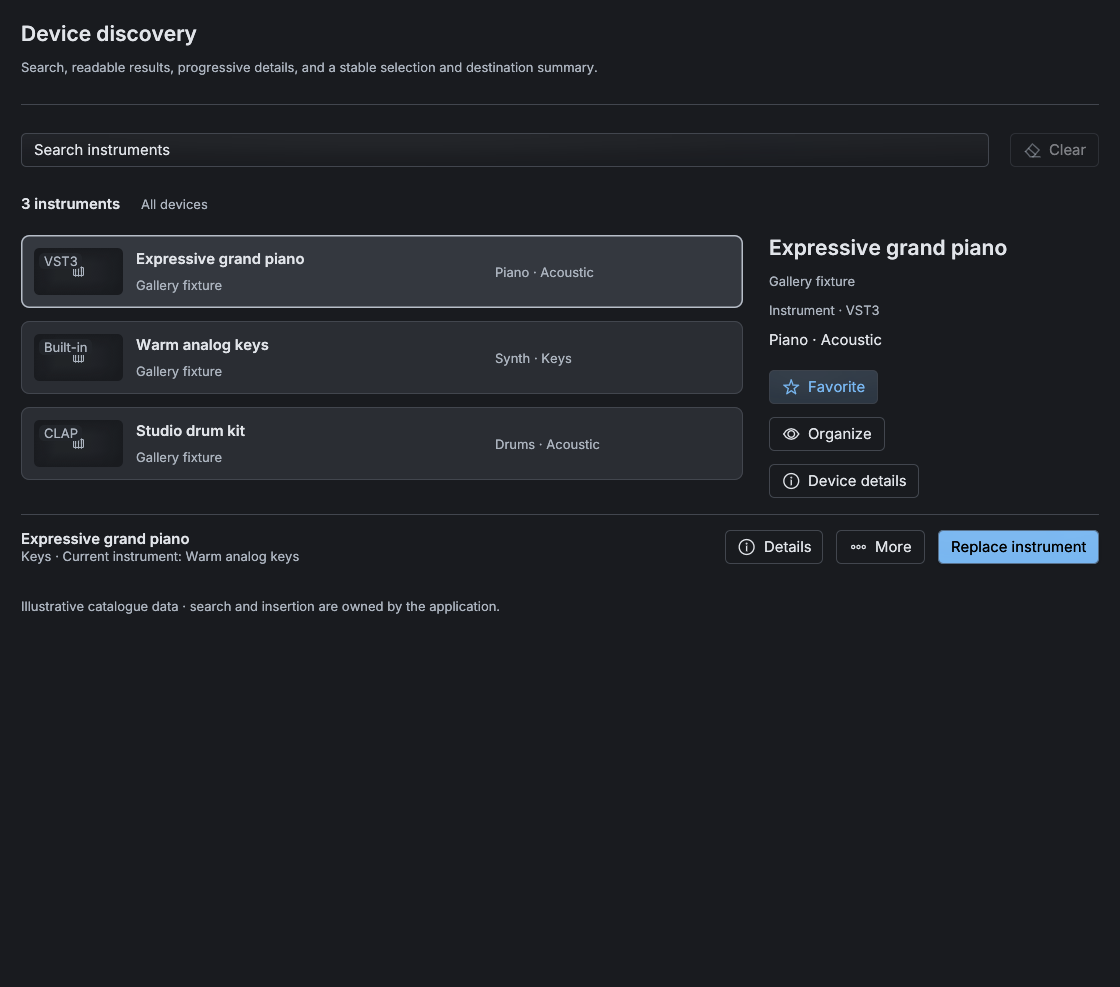 Device discovery
Search, readable results, progressive details, and a stable selection and destination summary.
Search instruments
Clear
3 instruments All devices
VST3
Expressive grand piano
Gallery fixture
Piano · Acoustic
Built-in
Warm analog keys
Gallery fixture
Synth · Keys
CLAP
Studio drum kit
Gallery fixture
Drums · Acoustic
Expressive grand piano
Gallery fixture
Instrument · VST3
Piano · Acoustic
Favorite
Organize
Device details
Expressive grand piano
Keys · Current instrument: Warm analog keys
Details
More
Replace instrument
Illustrative catalogue data · search and insertion are owned by the application.